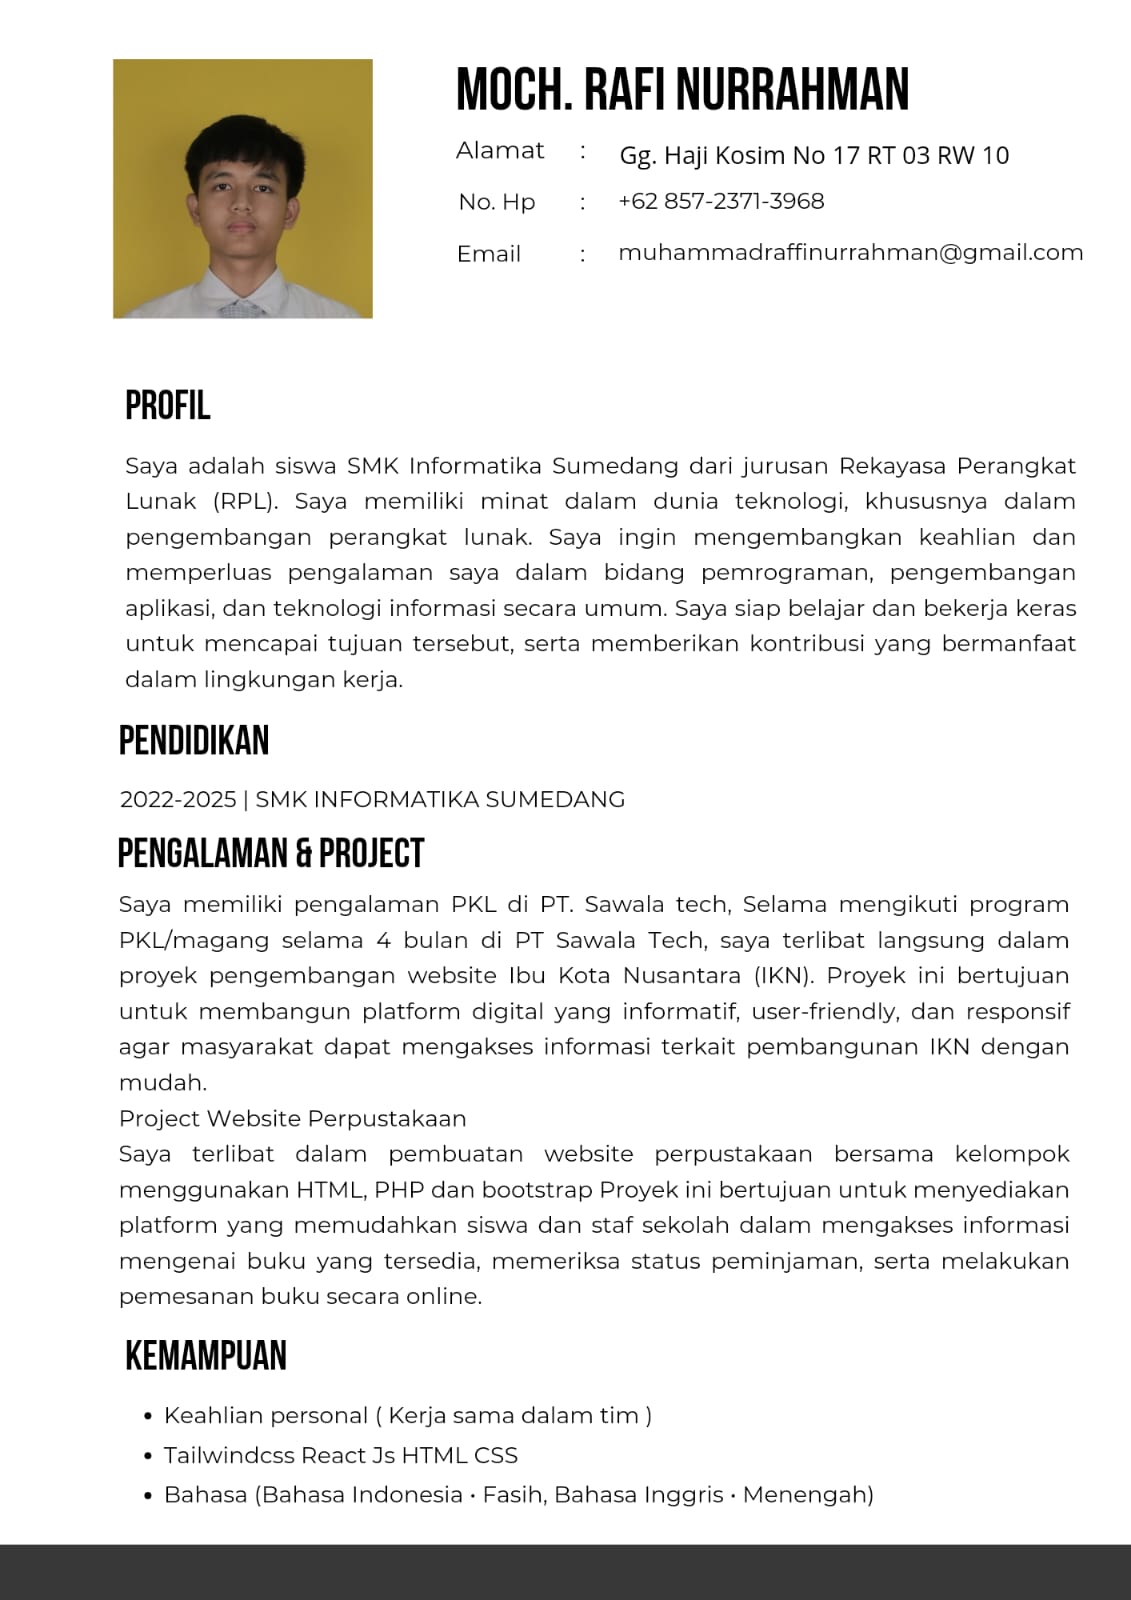 MOCH. RAFI NURRAHMAN
Alamat : Gg. Haji Kosim No 17 RT 03 RW 10
No. Hp : +62 857-2371-3968
Email : muhammadraffinurrahman@gmail.com
PROFIL
Saya adalah siswa SMK Informatika Sumedang dari jurusan Rekayasa Perangkat
Lunak (RPL). Saya memiliki minat dalam dunia teknologi, khususnya dalam
pengembangan perangkat lunak. Saya ingin mengembangkan keahlian dan
memperluas pengalaman saya dalam bidang pemrograman, pengembangan
aplikasi, dan teknologi informasi secara umum. Saya siap belajar dan bekerja keras
untuk mencapai tujuan tersebut, serta memberikan kontribusi yang bermanfaat
dalam lingkungan kerja.
PENDIDIKAN
2022-2025 | SMK INFORMATIKA SUMEDANG
PENGALAMAN & PROJECT
Saya memiliki pengalaman PKL di PT. Sawala tech, Selama mengikuti program
PKL/magang selama 4 bulan di PT Sawala Tech, saya terlibat langsung dalam
proyek pengembangan website Ibu Kota Nusantara (IKN). Proyek ini bertujuan
untuk membangun platform digital yang informatif, user-friendly, dan responsif
agar masyarakat dapat mengakses informasi terkait pembangunan IKN dengan
mudah.
Project Website Perpustakaan
Saya terlibat dalam pembuatan website perpustakaan bersama kelompok
menggunakan HTML, PHP dan bootstrap Proyek ini bertujuan untuk menyediakan
platform yang memudahkan siswa dan staf sekolah dalam mengakses informasi
mengenai buku yang tersedia, memeriksa status peminjaman, serta melakukan
pemesanan buku secara online.
KEMAMPUAN
• Keahlian personal ( Kerja sama dalam tim )
• Tailwindcss React Js HTML CSS
• Bahasa (Bahasa Indonesia • Fasih, Bahasa Inggris • Menengah)